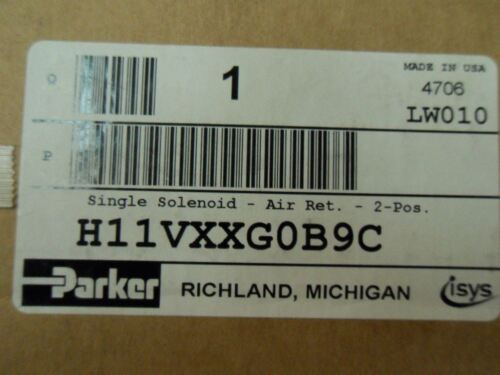 Q
1
MADE IN USA
4706
LW010
P
Single Solenoid - Air Ret. - 2-Pos.
H11VXXG0B9C
Parker
RICHLAND, MICHIGAN
isys